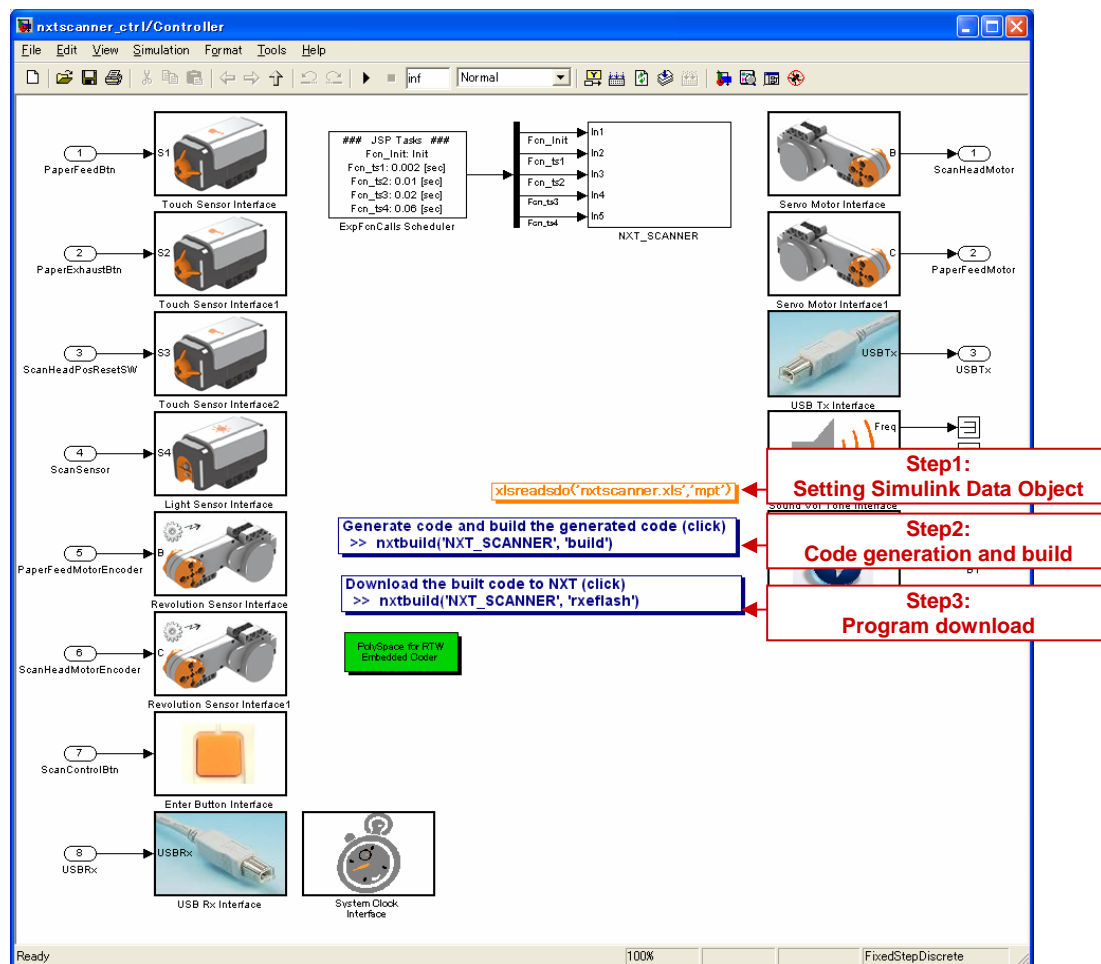 nxtscanner_ctrl/Controller
File Edit View Simulation Format Tools Help
inf Normal
1
PaperFeedBtn
S1
Touch Sensor Interface
2
PaperExhaustBtn
S2
Touch Sensor Interface1
3
ScanHeadPosResetSW
S3
Touch Sensor Interface2
4
ScanSensor
S4
Light Sensor Interface
5
PaperFeedMotorEncoder
B
Revolution Sensor Interface
6
ScanHeadMotorEncoder
C
Revolution Sensor Interface1
7
ScanControlBtn
Enter Button Interface
8
USBRx
USBRx
USB Rx Interface
System Clock
Interface
### JSP Tasks ###
Fcn_Init: Init
Fcn_ts1: 0.002 [sec]
Fcn_ts2: 0.01 [sec]
Fcn_ts3: 0.02 [sec]
Fcn_ts4: 0.06 [sec]
ExpFcnCalls Scheduler
Fcn_Init
Fcn_ts1
Fcn_ts2
Fcn_ts3
Fcn_ts4
In1
In2
In3
In4
In5
NXT_SCANNER
B
1
ScanHeadMotor
Servo Motor Interface
C
2
PaperFeedMotor
Servo Motor Interface1
USBTx
3
USBTx
USB Tx Interface
Freq
Sound Vol Tone Interface
BT
xlsreadsdo('nxtscanner.xls','mpt')
Generate code and build the generated code (click)
>> nxtbuild('NXT_SCANNER', 'build')
Download the built code to NXT (click)
>> nxtbuild('NXT_SCANNER', 'rxeflash')
PolySpace for RTW
Embedded Coder
Step1:
Setting Simulink Data Object
Step2:
Code generation and build
Step3:
Program download
Ready 100% FixedStepDiscrete